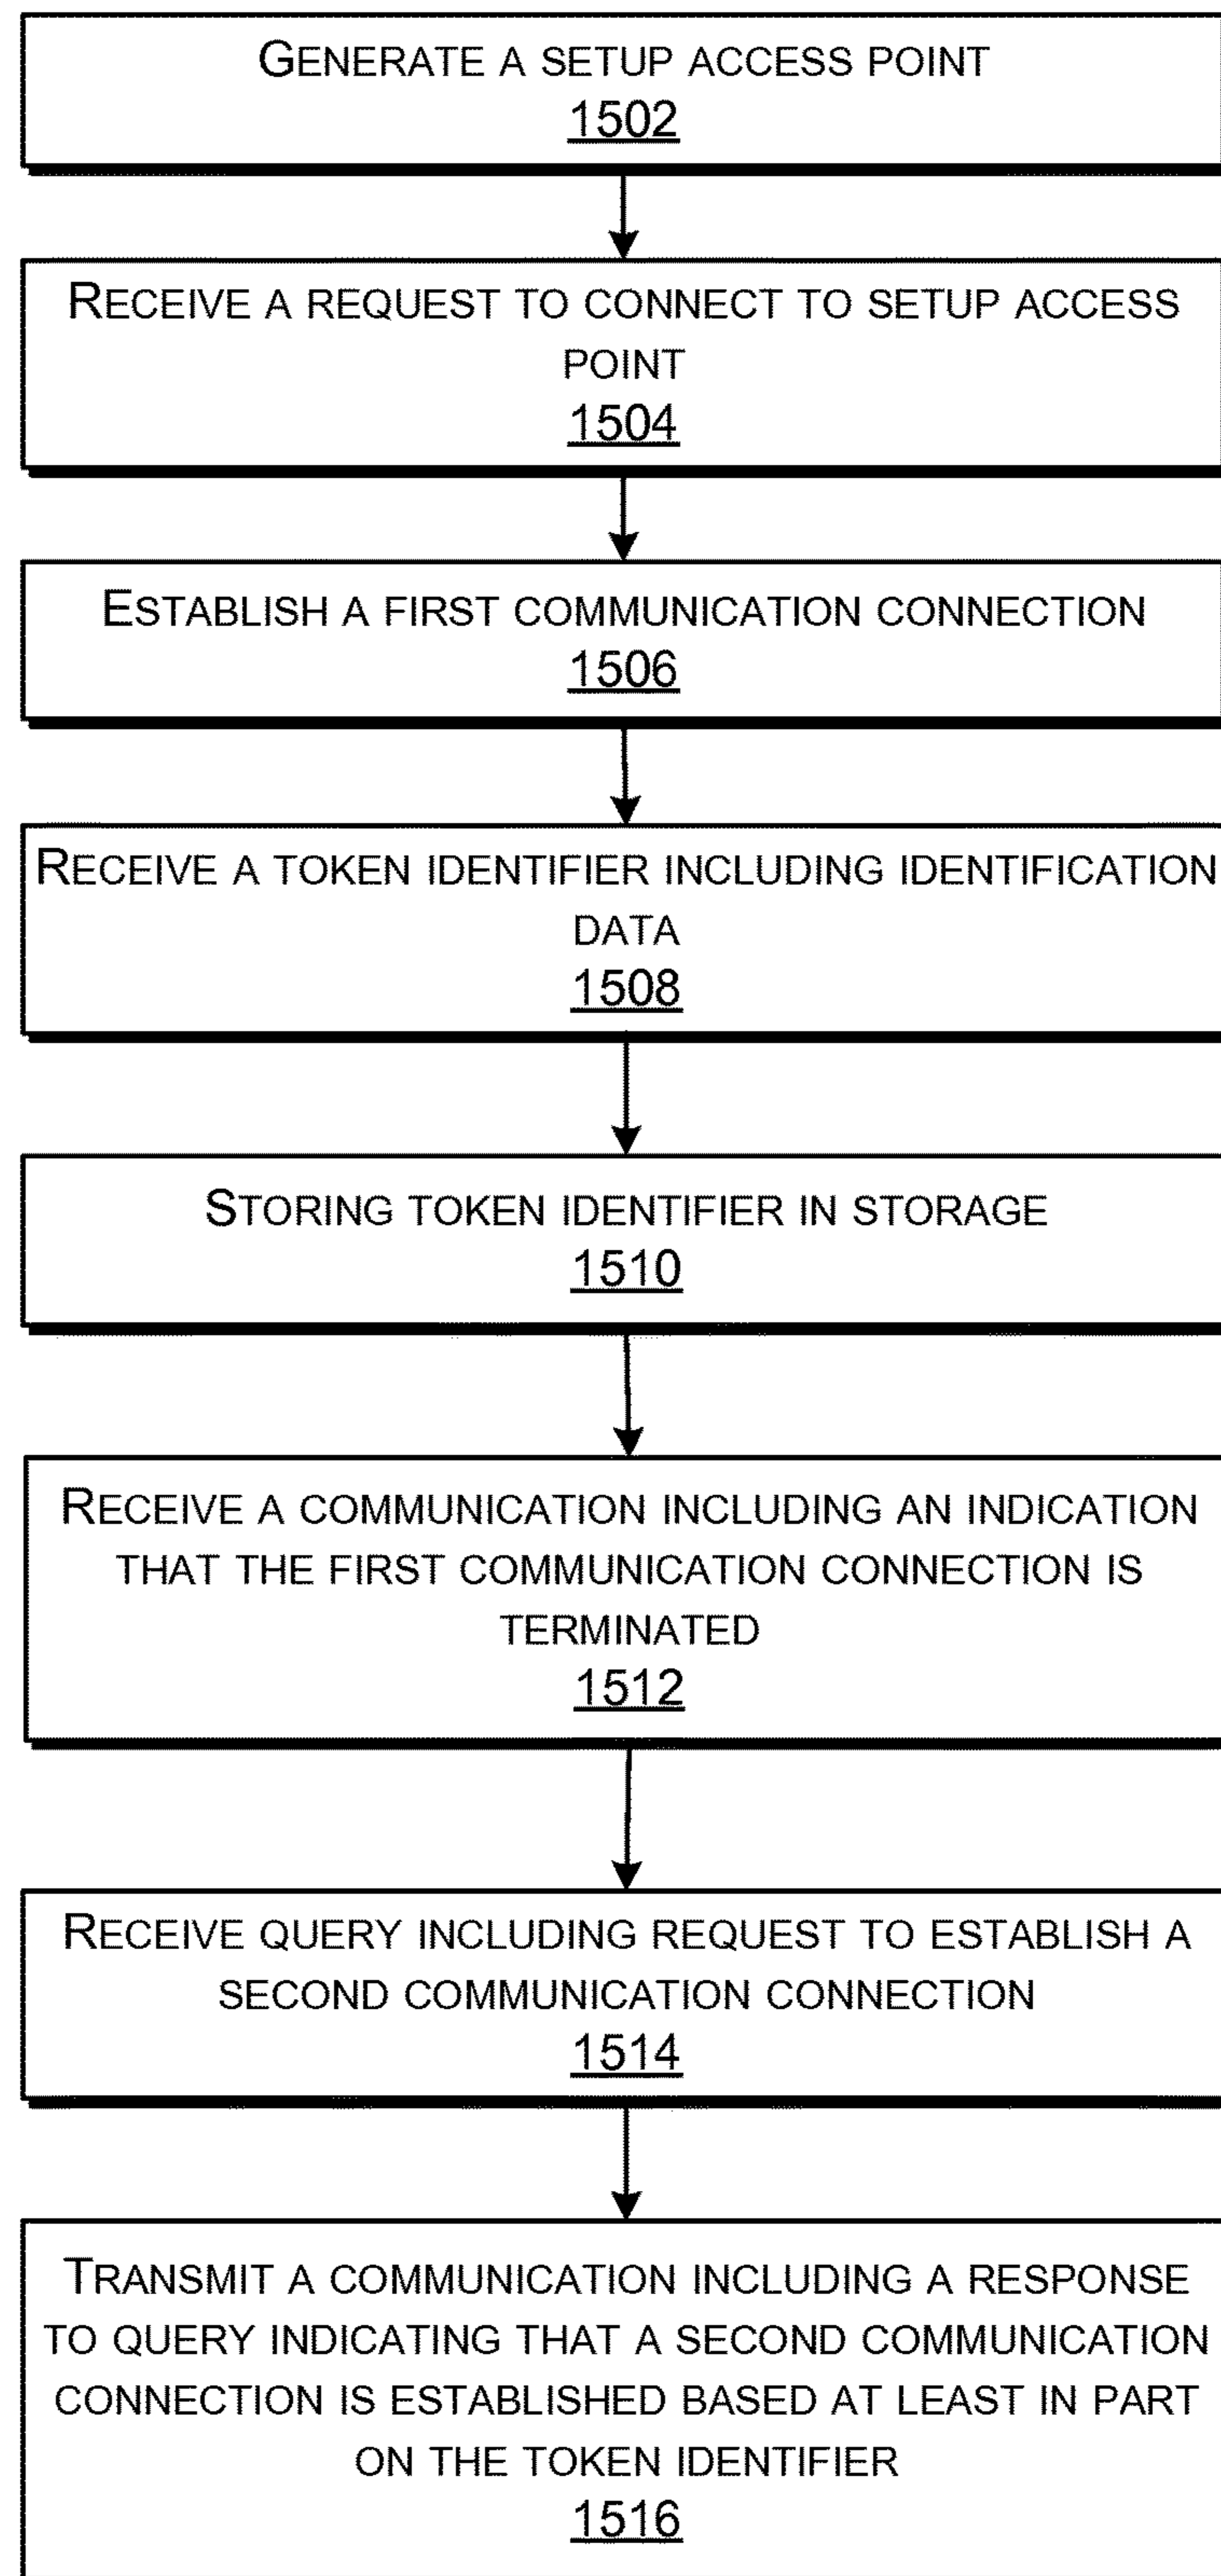 GENERATE A SETUP ACCESS POINT
1502
RECEIVE A REQUEST TO CONNECT TO SETUP ACCESS
POINT
1504
ESTABLISH A FIRST COMMUNICATION CONNECTION
1506
RECEIVE A TOKEN IDENTIFIER INCLUDING IDENTIFICATION
DATA
1508
STORING TOKEN IDENTIFIER IN STORAGE
1510
RECEIVE A COMMUNICATION INCLUDING AN INDICATION
THAT THE FIRST COMMUNICATION CONNECTION IS
TERMINATED
1512
RECEIVE QUERY INCLUDING REQUEST TO ESTABLISH A
SECOND COMMUNICATION CONNECTION
1514
TRANSMIT A COMMUNICATION INCLUDING A RESPONSE
TO QUERY INDICATING THAT A SECOND COMMUNICATION
CONNECTION IS ESTABLISHED BASED AT LEAST IN PART
ON THE TOKEN IDENTIFIER
1516